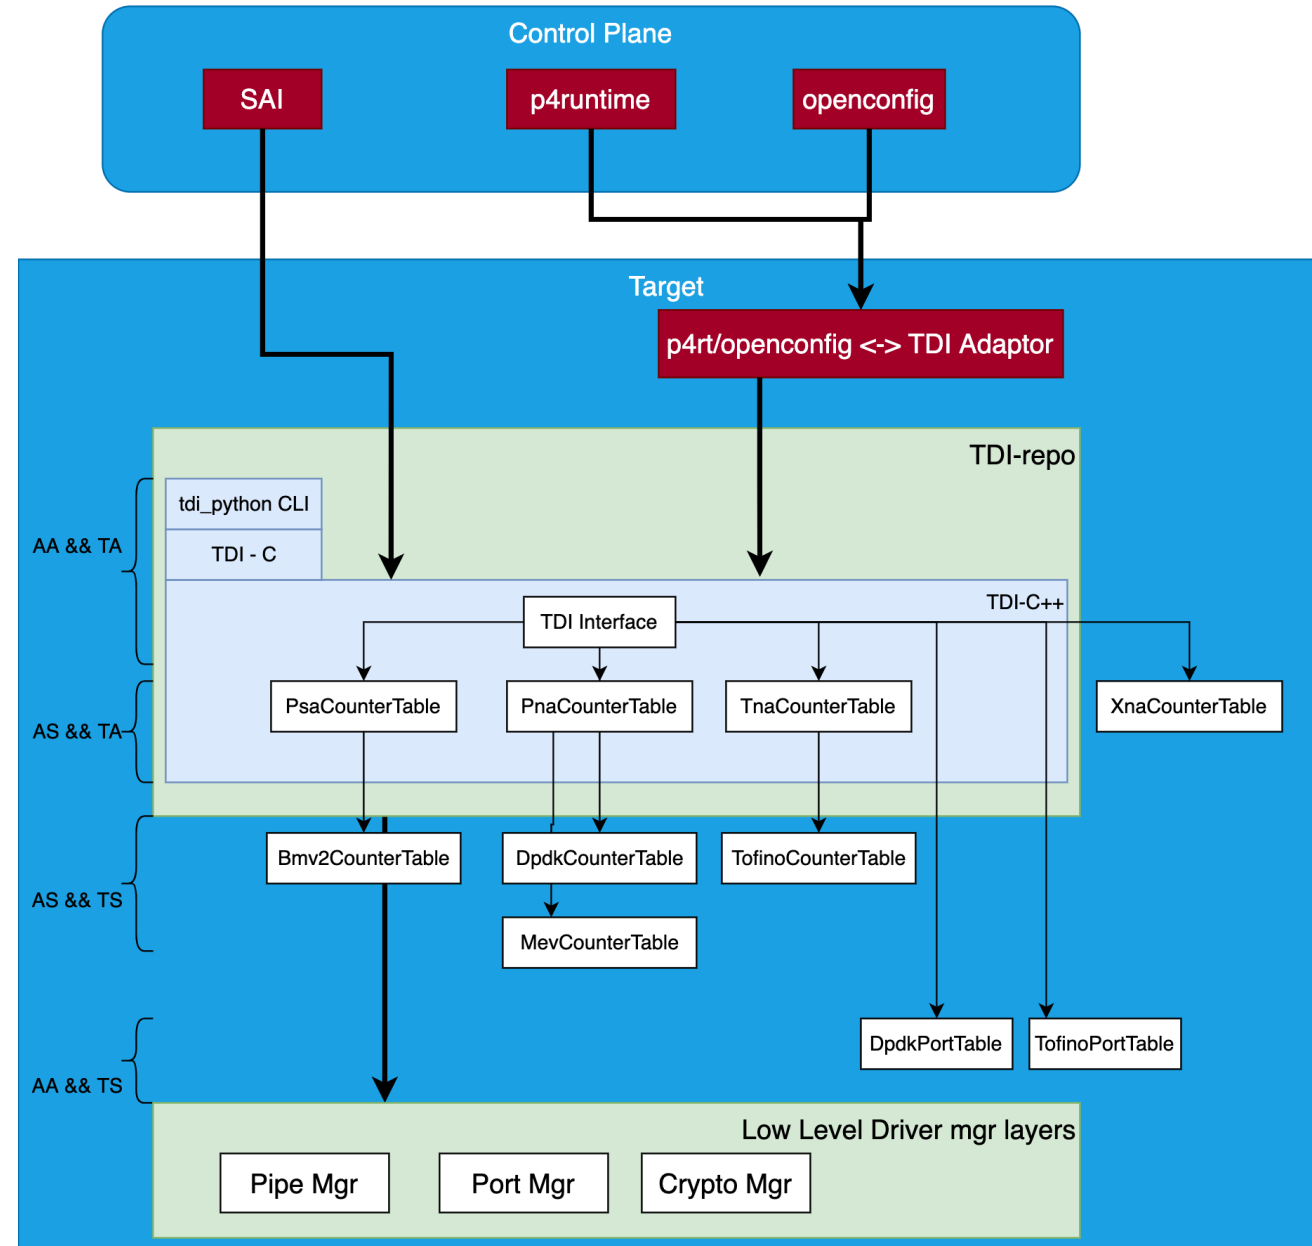 Control Plane
SAI
p4runtime
openconfig
Target
p4rt/openconfig <-> TDI Adaptor
TDI-repo
tdi_python CLI
AA && TA
TDI - C
TDI-C++
TDI Interface
AS && TA
PsaCounterTable
PnaCounterTable
TnaCounterTable
XnaCounterTable
Bmv2CounterTable
DpdkCounterTable
TofinoCounterTable
AS && TS
MevCounterTable
DpdkPortTable
TofinoPortTable
AA && TS
Low Level Driver mgr layers
Pipe Mgr
Port Mgr
Crypto Mgr